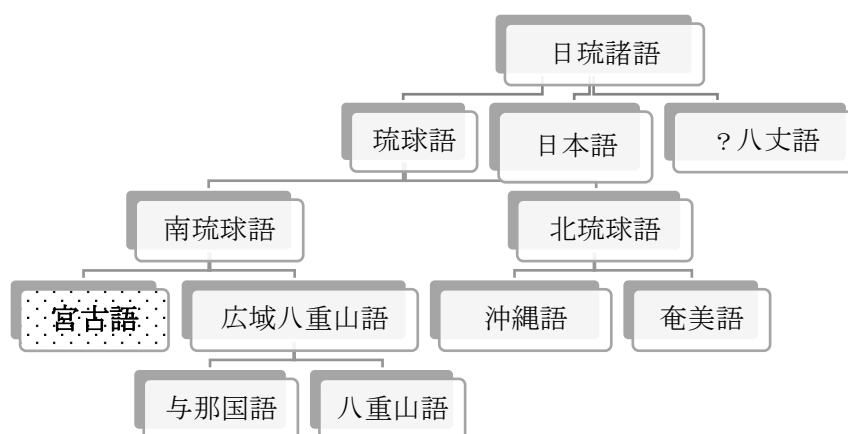 日琉諸語
琉球語
日本語
?八丈語
南琉球語
北琉球語
宮古語
広域八重山語
沖縄語
奄美語
与那国語
八重山語